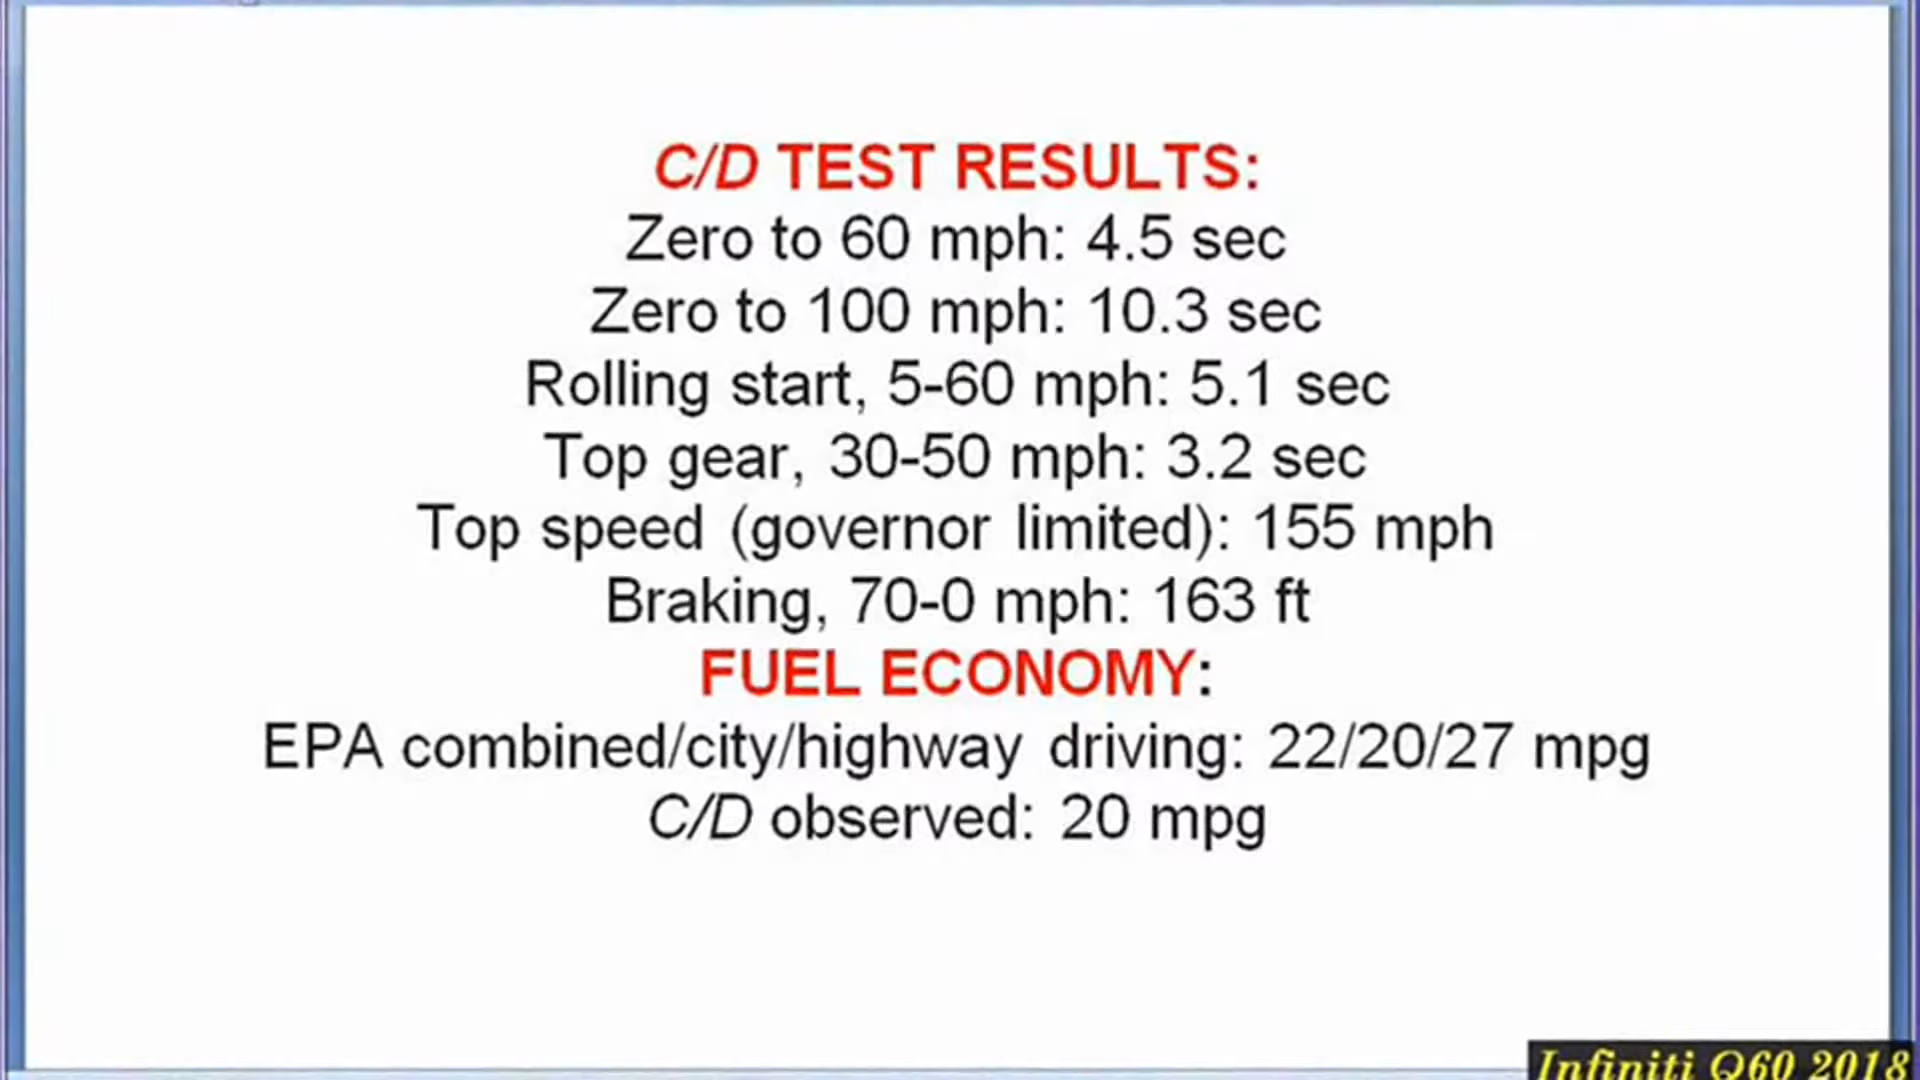 C/D TEST RESULTS:
Zero to 60 mph: 4.5 sec
Zero to 100 mph: 10.3 sec
Rolling start, 5-60 mph: 5.1 sec
Top gear, 30-50 mph: 3.2 sec
Top speed (governor limited): 155 mph
Braking, 70-0 mph: 163 ft
FUEL ECONOMY:
EPA combined/city/highway driving: 22/20/27 mpg
C/D observed: 20 mpg
Infiniti Q60 2018